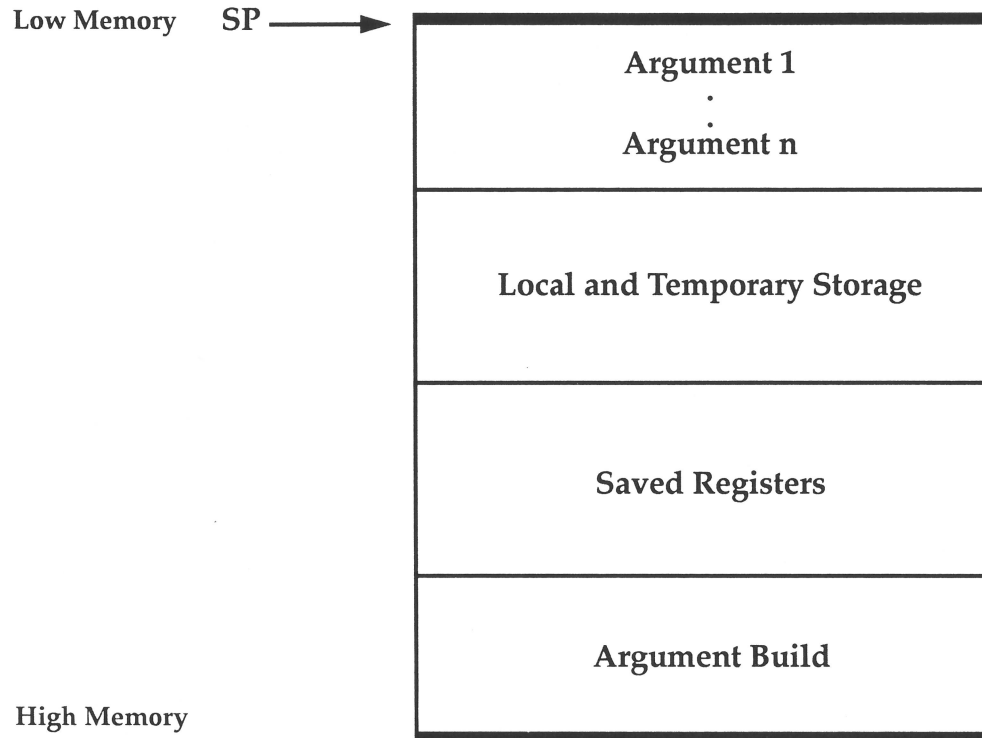 Low Memory SP
Argument 1
.
.
Argument n
Local and Temporary Storage
Saved Registers
Argument Build
High Memory